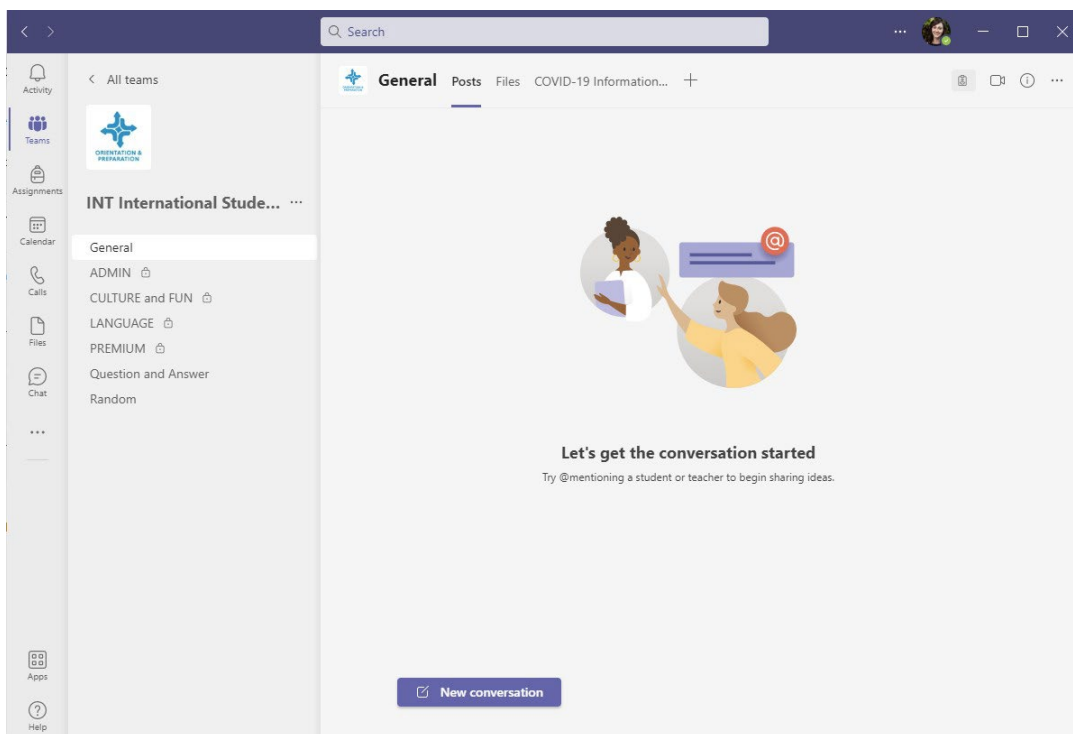 Search
Activity
Teams
Assignments
Calendar
Calls
Files
Chat
Apps
Help
All teams
ORIENTATION &
PREPARATION
INT International Stude...
General
ADMIN
CULTURE and FUN
LANGUAGE
PREMIUM
Question and Answer
Random
General Posts Files COVID-19 Information...
@
Let's get the conversation started
Try @mentioning a student or teacher to begin sharing ideas.
New conversation